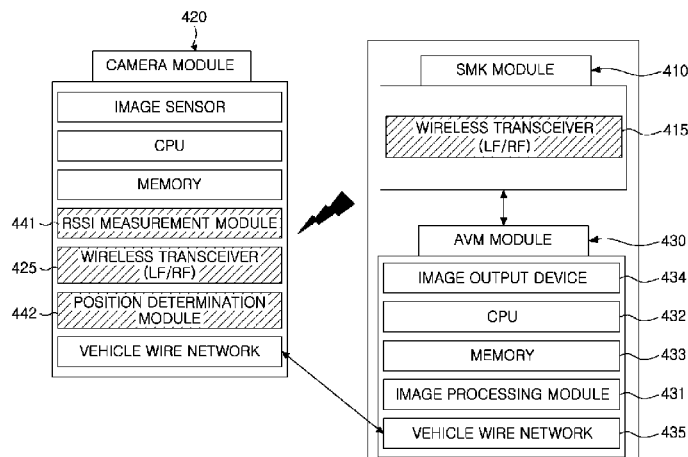 420
CAMERA MODULE
IMAGE SENSOR
CPU
MEMORY
441
RSSI MEASUREMENT MODULE
425
WIRELESS TRANSCEIVER
(LF/RF)
442
POSITION DETERMINATION
MODULE
VEHICLE WIRE NETWORK
SMK MODULE
410
WIRELESS TRANSCEIVER
(LF/RF)
415
AVM MODULE
430
IMAGE OUTPUT DEVICE
434
CPU
432
MEMORY
433
IMAGE PROCESSING MODULE
431
VEHICLE WIRE NETWORK
435